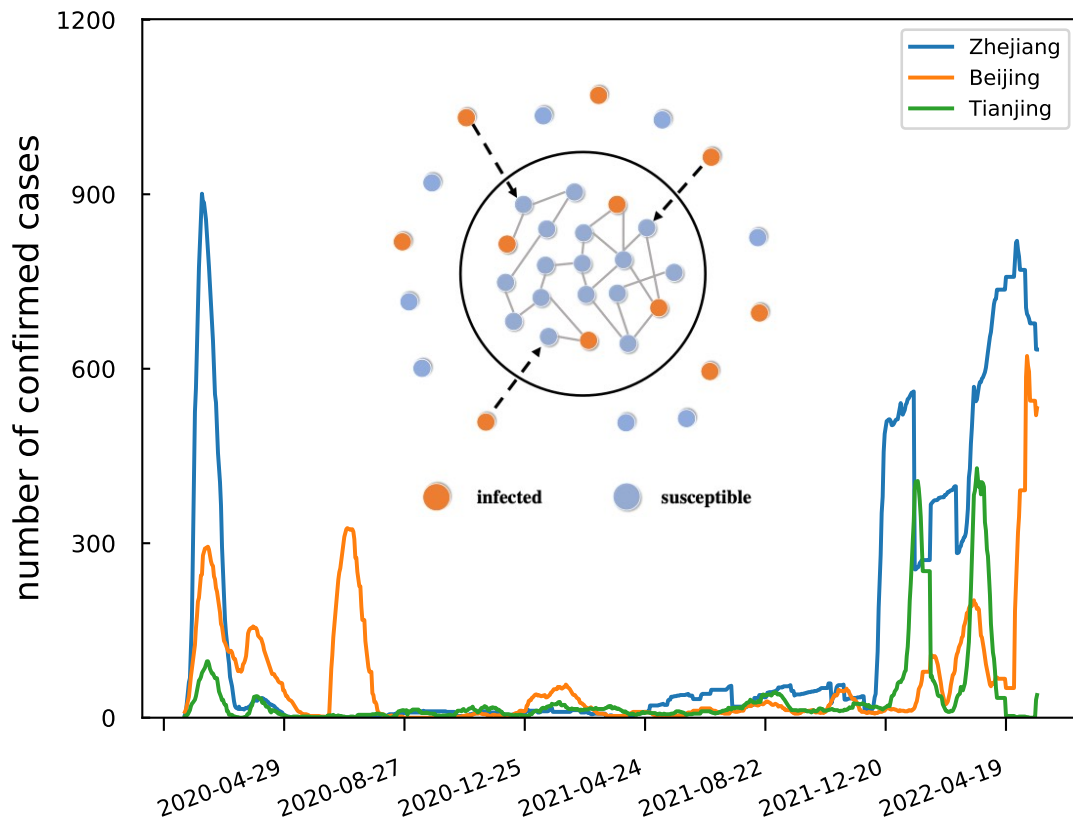 number of confirmed cases
1200
900
600
300
0
Zhejiang
Beijing
Tianjing
infected
susceptible
2020-04-29
2020-08-27
2020-12-25
2021-04-24
2021-08-22
2021-12-20
2022-04-19